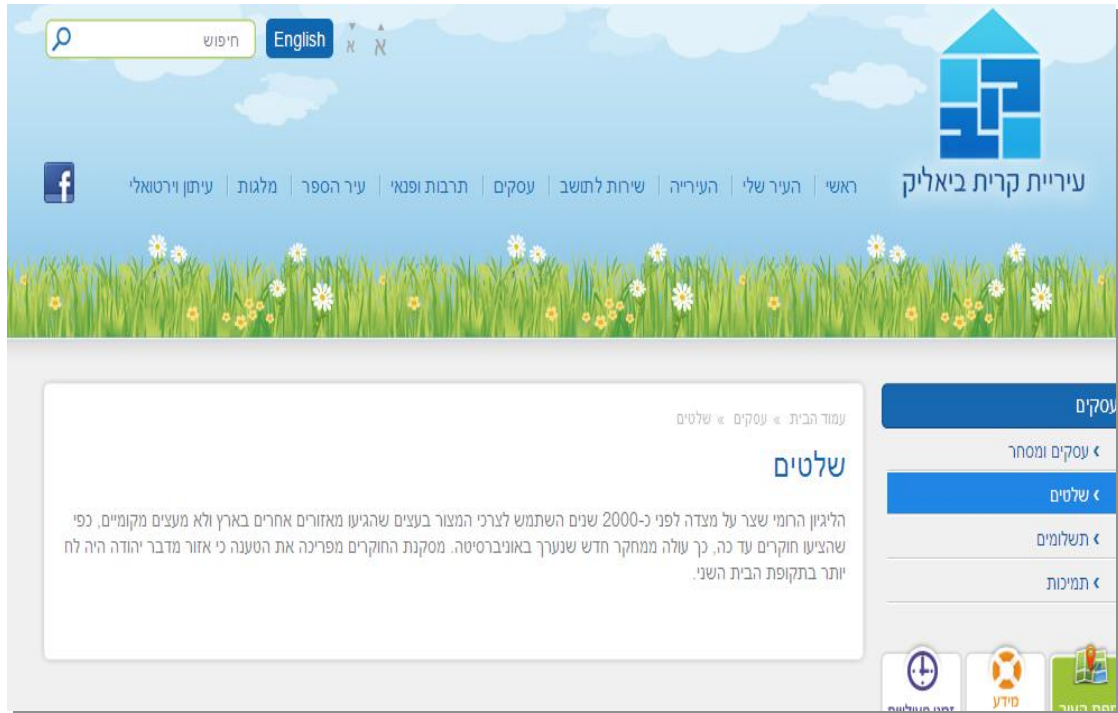 English
חיפוש
א א
עיריית קרית ביאליק
ראשי | העיר שלי | העירייה | שירות לתושב | עסקים | תרבות ופנאי | עיר הספר | מלגות | עיתון וירטואלי
עסקים
עסקים ומסחר
שלטים
תשלומים
תמיכות
עמוד הבית » עסקים » שלטים
שלטים
הליגיון הרומי שצר על מצדה לפני כ-2000 שנים השתמש לצרכי המצור בעצים שהגיעו מאזורים אחרים בארץ ולא מעצים מקומיים, כפי
שהציעו חוקרים עד כה, כך עולה ממחקר חדש שנערך באוניברסיטה. מסקנת החוקרים מפריכה את הטענה כי אזור מדבר יהודה היה לח
יותר בתקופת הבית השני.
מידע